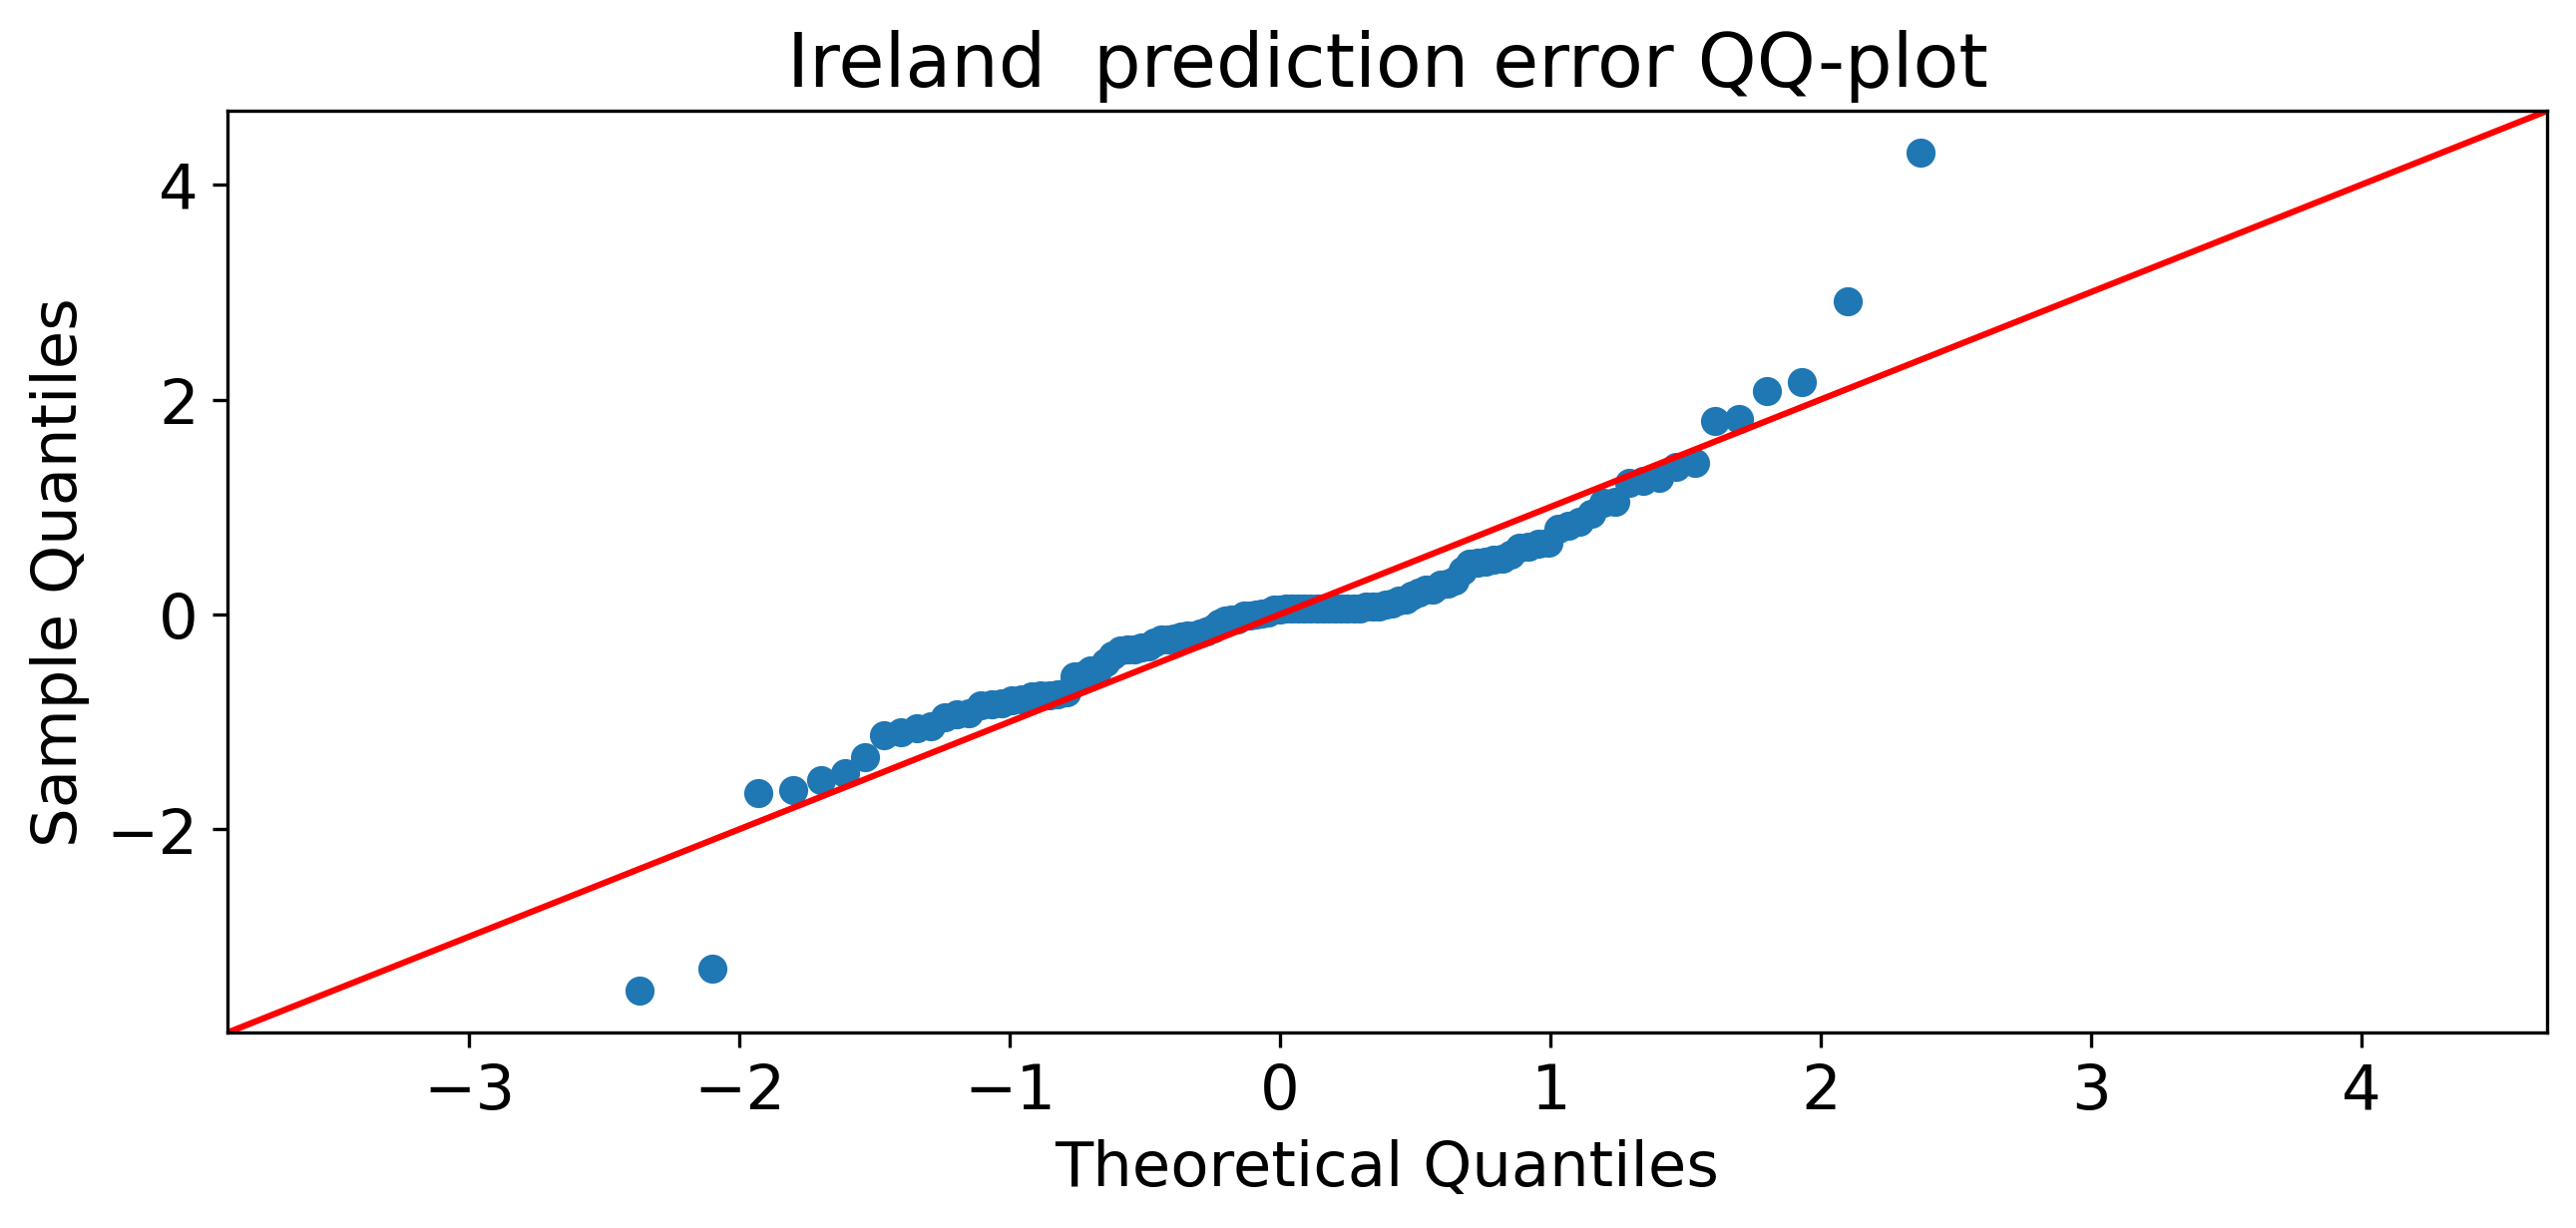 Ireland  prediction error QQ-plot
4
2
0
−2
Sample Quantiles
−3 −2 −1 0 1 2 3 4
Theoretical Quantiles